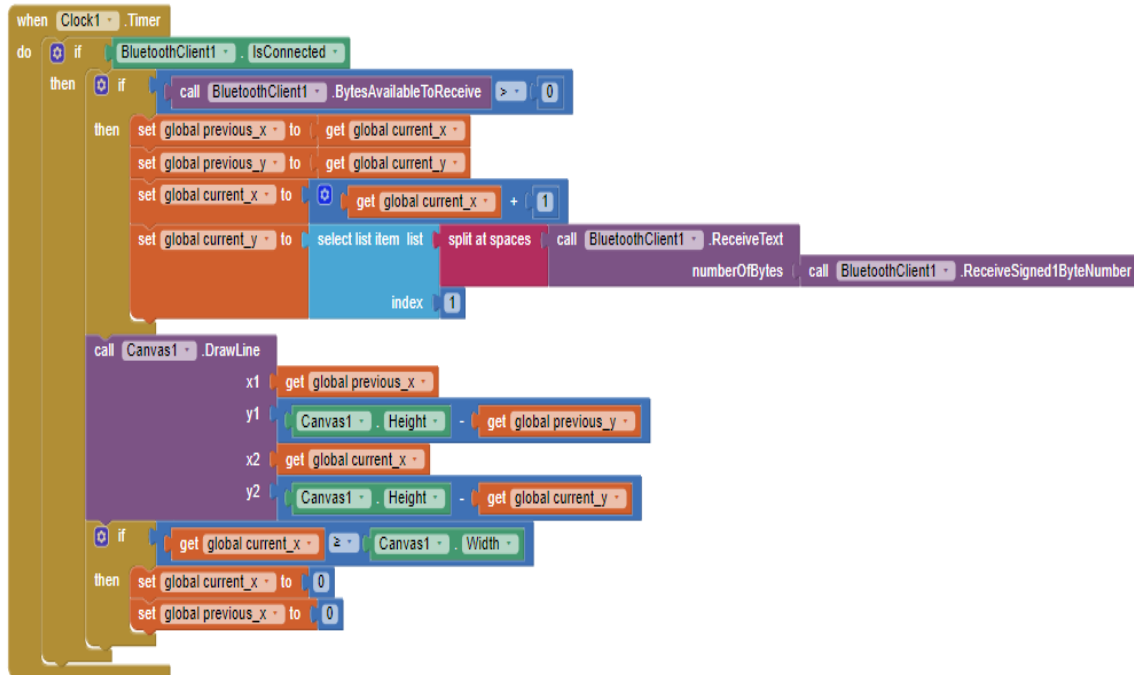 when Clock1 .Timer
do if BluetoothClient1 . IsConnected
then if call BluetoothClient1 .BytesAvailableToReceive > 0
then set global previous_x to get global current_x
set global previous_y to get global current_y
set global current_x to get global current_x + 1
set global current_y to select list item list split at spaces call BluetoothClient1 .ReceiveText
numberOfBytes call BluetoothClient1 .ReceiveSigned1ByteNumber
index 1
call Canvas1 .DrawLine
x1 get global previous_x
y1 Canvas1 . Height - get global previous_y
x2 get global current_x
y2 Canvas1 . Height - get global current_y
if get global current_x ≥ Canvas1 . Width
then set global current_x to 0
set global previous_x to 0